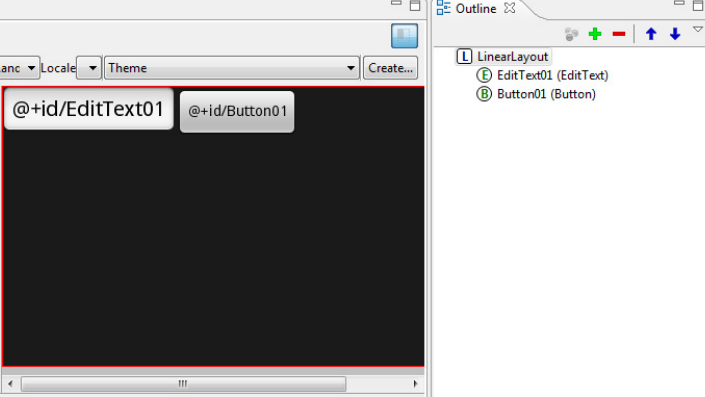 Outline
Locale
Theme
Create...
@+id/EditText01
@+id/Button01
L LinearLayout
E EditText01 (EditText)
B Button01 (Button)